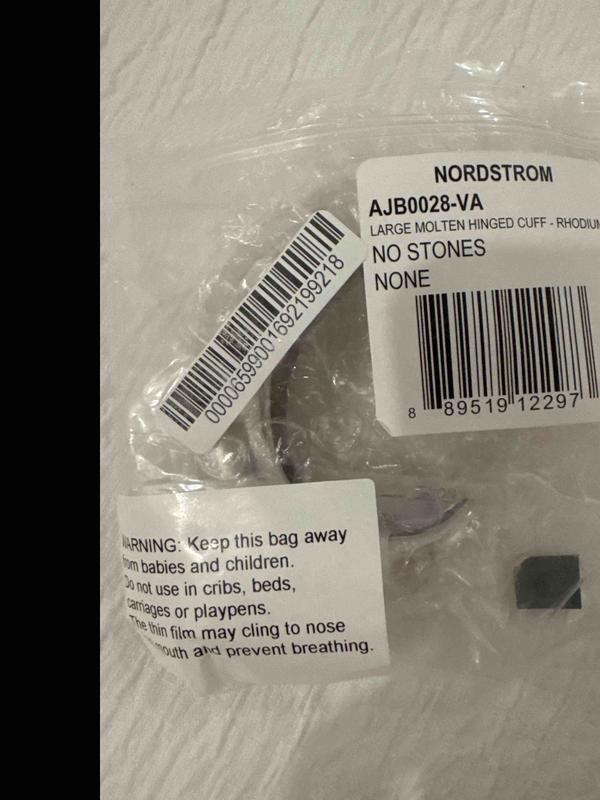 NORDSTROM
AJB0028-VA
LARGE MOLTEN HINGED CUFF - RHODIUM
NO STONES
NONE
8 89519 12297
00006599001692199218
WARNING: Keep this bag away
from babies and children.
Do not use in cribs, beds,
carriages or playpens.
The thin film may cling to nose
mouth and prevent breathing.